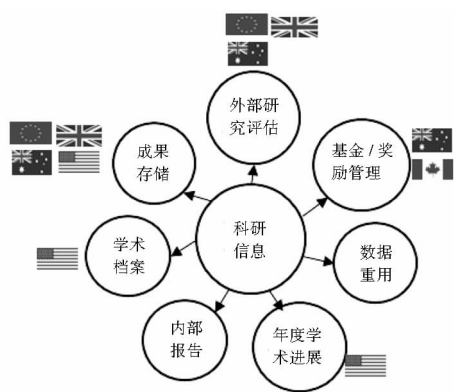 外部研
究评估
成果
存储
基金/奖
励管理
科研
信息
学术
档案
数据
重用
内部
报告
年度学
术进展